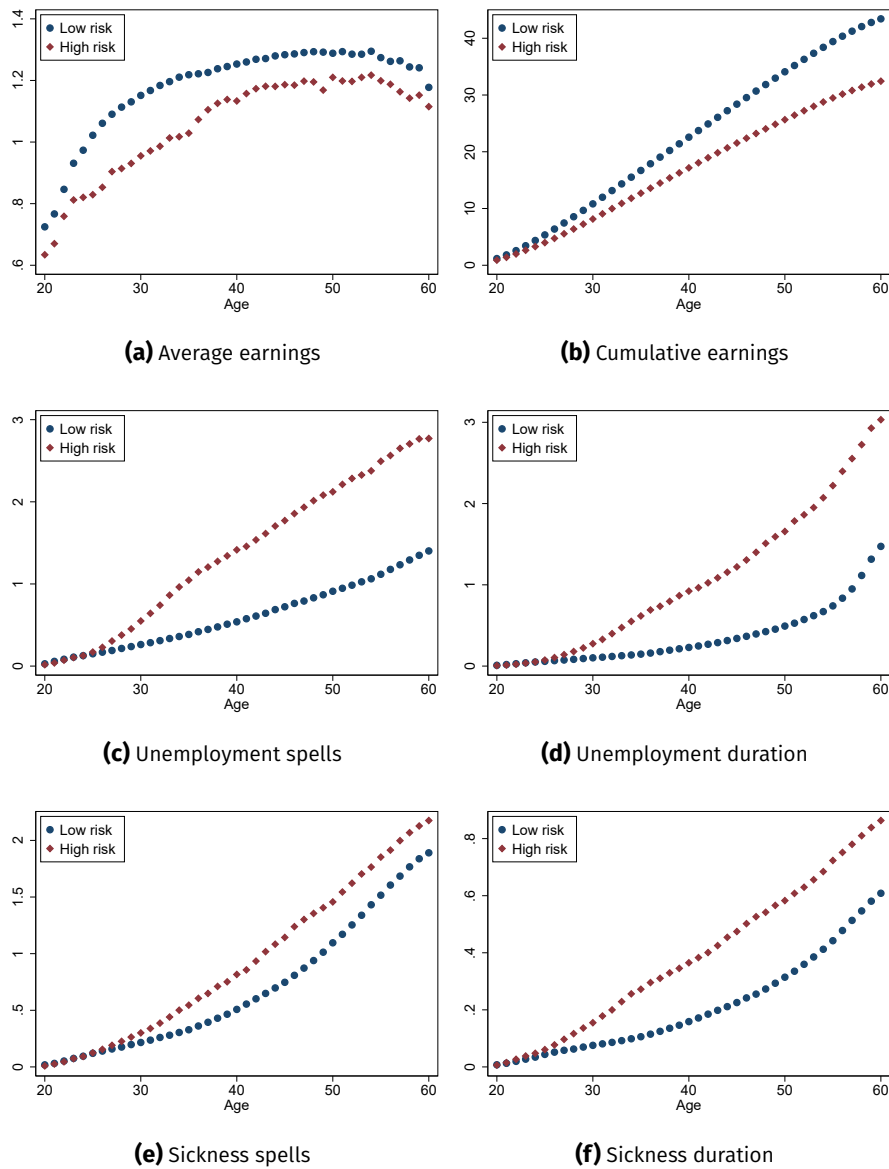 Low risk
High risk
1.4
1.2
1
.8
.6
20 30 40 50 60
Age
(a) Average earnings
Low risk
High risk
40
30
20
10
0
20 30 40 50 60
Age
(b) Cumulative earnings
Low risk
High risk
3
2
1
0
20 30 40 50 60
Age
(c) Unemployment spells
Low risk
High risk
3
2
1
0
20 30 40 50 60
Age
(d) Unemployment duration
Low risk
High risk
2
1.5
1
.5
0
20 30 40 50 60
Age
(e) Sickness spells
Low risk
High risk
.8
.6
.4
.2
0
20 30 40 50 60
Age
(f) Sickness duration